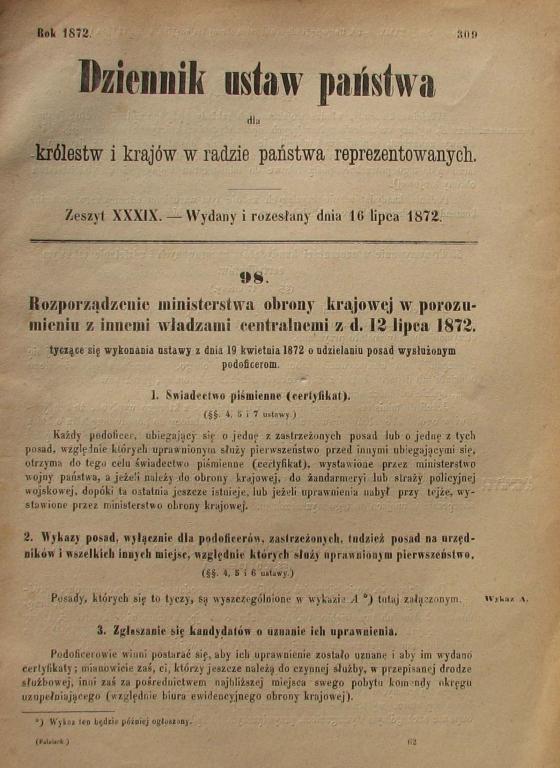 Rok 1872.
309
Dziennik ustaw państwa
dla
królestw i krajów w radzie państwa reprezentowanych.
Zeszyt XXXIX. — Wydany i rozesłany dnia 16 lipca 1872.
98.
Rozporządzenie ministerstwa obrony krajowej w porozu-
mieniu z innemi władzami centralnemi z d. 12 lipca 1872.
tyczące się wykonania ustawy z dnia 19 kwietnia 1872 o udzielaniu posad wysłużonym
podoficerom.
1. Świadectwo piśmienne (certyfikat).
(§§. 4, 5 i 7 ustawy.)
Każdy podoficer, ubiegający się o jednę z zastrzeżonych posad lub o jednę z tych
posad, względnie których uprawnionym służy pierwszeństwo przed innymi ubiegającymi się,
otrzyma do tego celu świadectwo piśmienne (certyfikat), wystawione przez ministerstwo
wojny państwa, a jeżeli należy do obrony krajowej, do żandarmeryi lub straży policyjnej
wojskowej, dopóki ta ostatnia jeszcze istnieje, lub jeżeli uprawnienia nabył przy tejże, wy-
stawione przez ministerstwo obrony krajowej.
2. Wykazy posad, wyłącznie dla podoficerów, zastrzeżonych, tudzież posad na urzęd-
ników i wszelkich innych miejsc, względnie których służy uprawnionym pierwszeństwo.
(§§. 4, 5 i 6 ustawy.)
Posady, których się to tyczy, są wyszczególnione w wykazie A *) tutaj załączonym.
Wykaz A.
3. Zgłaszanie się kandydatów o uznanie ich uprawnienia.
Podoficerowie winni postarać się, aby ich uprawnienie zostało uznane i aby im wydano
certyfikaty; mianowicie zaś, ci, którzy jeszcze należą do czynnej służby, w przepisanej drodze
służbowej, inni zaś za pośrednictwem najbliższej miejsca swego pobytu komendy okręgu
uzupełniającego (względnie biura ewidencyjnego obrony krajowej).
*) Wykaz ten będzie później ogłoszony.
(Polnisch.)
62